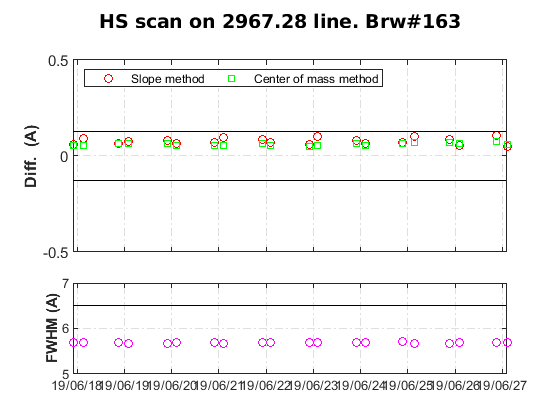 HS scan on 2967.28 line. Brw#163
0.5
Slope method
Center of mass method
Diff. (A)
0
-0.5
7
FWHM (A)
6
5
19/06/18 19/06/19 19/06/20 19/06/21 19/06/22 19/06/23 19/06/24 19/06/25 19/06/26 19/06/27